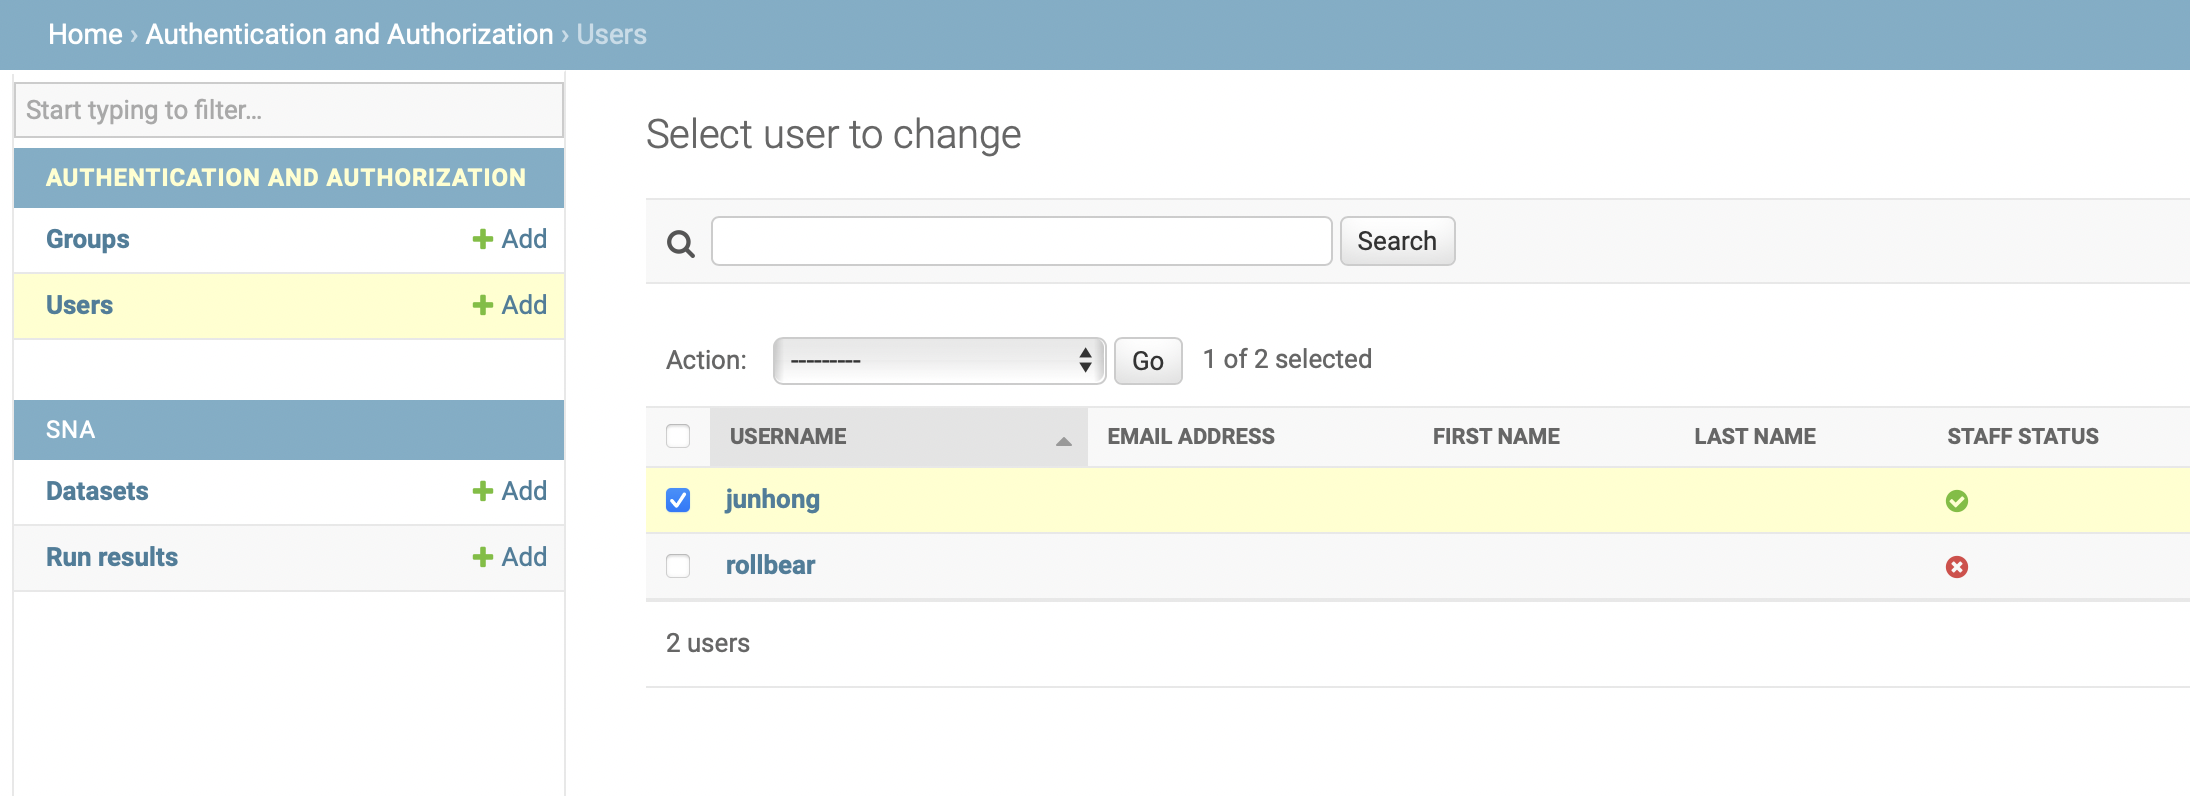 Home › Authentication and Authorization › Users
Start typing to filter…
AUTHENTICATION AND AUTHORIZATION
Groups + Add
Users + Add
SNA
Datasets + Add
Run results + Add
Select user to change
Search
Action: --------- Go 1 of 2 selected
USERNAME EMAIL ADDRESS FIRST NAME LAST NAME STAFF STATUS
junhong
rollbear
2 users